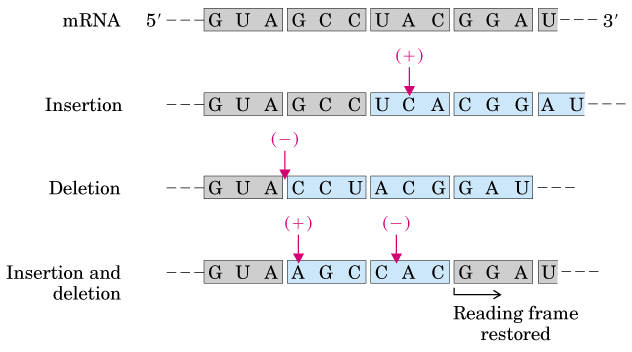 mRNA 5′ ---G U A G C C U A C G G A U--- 3′
(+)
Insertion ---G U A G C C U C A C G G A U---
(−)
Deletion ---G U A C C U A C G G A U---
(+) (−)
Insertion and ---G U A A G C C A C G G A U---
deletion
Reading frame
restored